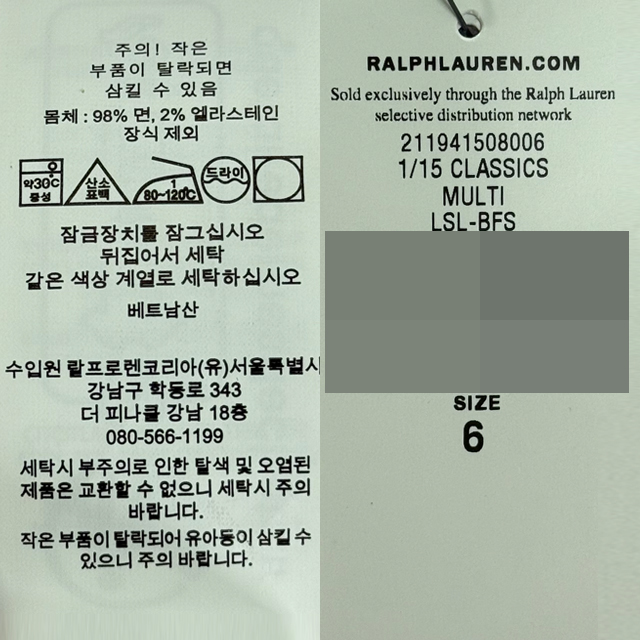 주의! 작은
부품이 탈락되면
삼킬 수 있음
몸체 : 98% 면, 2% 엘라스테인
장식 제외
약30℃
중성
산소
표백
1
80~120℃
드라이
잠금장치를 잠그십시오
뒤집어서 세탁
같은 색상 계열로 세탁하십시오
베트남산
수입원 랄프로렌코리아(유)서울특별시
강남구 학동로 343
더 피나클 강남 18층
080-566-1199
세탁시 부주의로 인한 탈색 및 오염된
제품은 교환할 수 없으니 세탁시 주의
바랍니다.
작은 부품이 탈락되어 유아등이 삼킬 수
있으니 주의 바랍니다.
RALPHLAUREN.COM
Sold exclusively through the Ralph Lauren
selective distribution network
211941508006
1/15 CLASSICS
MULTI
LSL-BFS
SIZE
6